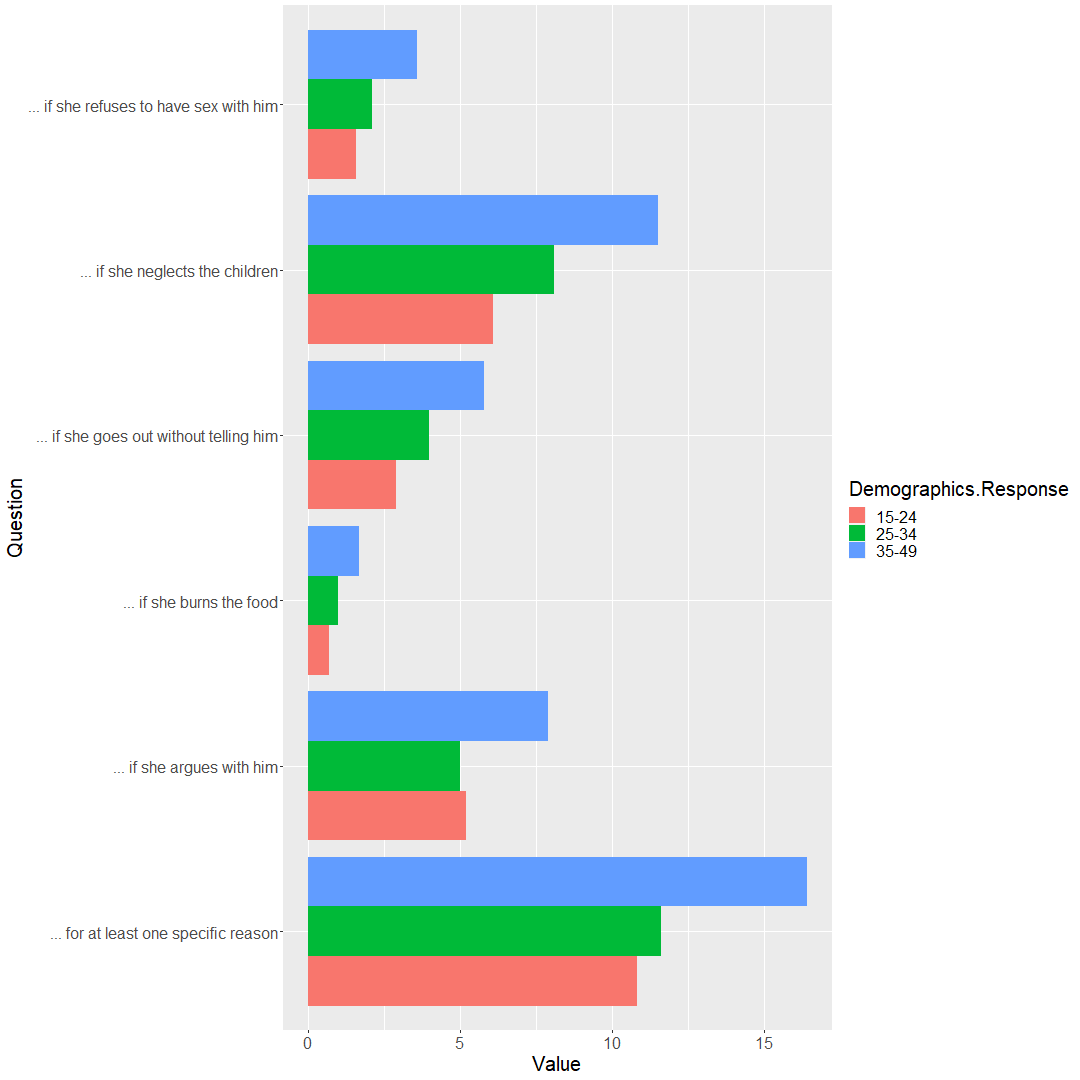 ... if she refuses to have sex with him
... if she neglects the children
... if she goes out without telling him
... if she burns the food
... if she argues with him
... for at least one specific reason
Question
0 5 10 15
Value
Demographics.Response
15-24
25-34
35-49